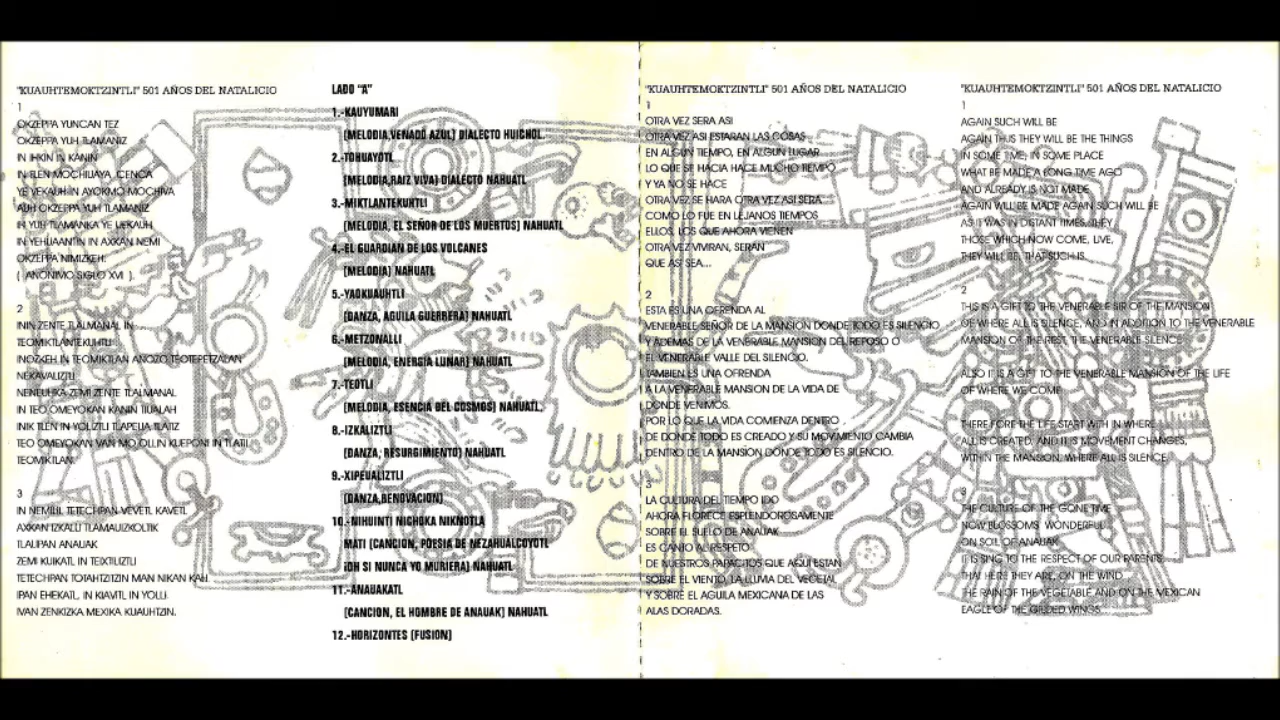 "KUAUHTEMOKTZINTLI" 501 AÑOS DEL NATALICIO
1
OKZEPPA YUNCAN TEZ
OKZEPPA YUH TLAMANIZ
IN IHKIN IN KANIN
IN TLEN MOCHIUAYA CENCA
YE VEKAUH IN AYOKMO MOCHIVA
AUH OKZEPPA YUH TLAMANIZ
IH YUH TLAMANKA YE UEKAUH
IN YEHUAANTIN IN AXKAN NEMI
OKZEPPA NIMIZKEH.
( ANONIMO SIGLO XVI ).
2
ININ ZENTE TLALMANAL IN
TEOMIKTLANTEKUHTLI
INOZKEH IN TEOMIKTLAN ANOZO TEOTEPETZALAN
NEKAVALIZTLI
NENEUHKA ZEMI ZENTE TLALMANAL
IN TEO OMEYOKAN KANIN TIUALAH
INIK TLEN IN YOLIZTLI TLAPEUA TLATIZ
TEO OMEYOKAN VAN MO OLLIN KUEPONI IN TLATIL
TEOMIKTLAN.
3
IN NEMILIL TETECHPAN VEVETL KAVETL
AXKAN IZKALLI TLAMAUIZKOLTIK
TLALIPAN ANAUAK
ZEMI KUIKATL IN TEIXTILIZTLI
TETECHPAN TOTAHTZITZIN MAN NIKAN KAH
IPAN EHEKATL, IN KIAVITL IN YOLLI
IVAN ZENKIZKA MEXIKA KUAUHTZIN.
LADO "A"
1.-KAUYUMARI
(MELODIA,VENADO AZUL) DIALECTO HUICHOL.
2.-TOHUAYOTL
(MELODIA,RAIZ VIVA) DIALECTO NAHUATL
3.-MIKTLANTEKUHTLI
(MELODIA, EL SEÑOR DE LOS MUERTOS) NAHUATL
4.-EL GUARDIAN DE LOS VOLCANES
(MELODIA) NAHUATL
5.-YAOKUAUHTLI
(DANZA, AGUILA GUERRERA) NAHUATL
6.-METZONALLI
(MELODIA, ENERGIA LUNAR) NAHUATL
7.-TEOTLI
(MELODIA, ESENCIA DEL COSMOS) NAHUATL.
8.-IZKALIZTLI
(DANZA, RESURGIMIENTO) NAHUATL
9.-XIPEUALIZTLI
(DANZA,RENOVACION)
10.-NIHUINTI NICHOKA NIKNOTLA
MATI (CANCION, POESIA DE NEZAHUALCOYOTL
¡OH SI NUNCA YO MURIERA) NAHUATL
11.-ANAUAKATL
(CANCION, EL HOMBRE DE ANAUAK) NAHUATL
12.-HORIZONTES (FUSION)
"KUAUHTEMOKTZINTLI" 501 AÑOS DEL NATALICIO
1
OTRA VEZ SERA ASI
OTRA VEZ ASI ESTARAN LAS COSAS
EN ALGUN TIEMPO, EN ALGUN LUGAR
LO QUE SE HACIA HACE MUCHO TIEMPO
Y YA NO SE HACE
OTRA VEZ SE HARA OTRA VEZ ASI SERA
COMO LO FUE EN LEJANOS TIEMPOS
ELLOS, LOS QUE AHORA VIENEN
OTRA VEZ VIVIRAN, SERAN
QUE ASI SEA...
2
ESTA ES UNA OFRENDA AL
VENERABLE SEÑOR DE LA MANSION DONDE TODO ES SILENCIO
Y ADEMAS DE LA VENERABLE MANSION DEL REPOSO O
EL VENERABLE VALLE DEL SILENCIO.
TAMBIEN ES UNA OFRENDA
A LA VENERABLE MANSION DE LA VIDA DE
DONDE VENIMOS.
POR LO QUE LA VIDA COMIENZA DENTRO
DE DONDE TODO ES CREADO Y SU MOVIMIENTO CAMBIA
DENTRO DE LA MANSION DONDE TODO ES SILENCIO.
3
LA CULTURA DEL TIEMPO IDO
AHORA FLORECE ESPLENDOROSAMENTE
SOBRE EL SUELO DE ANAUAK
ES CANTO AL RESPETO
DE NUESTROS PAPACITOS QUE AQUI ESTAN
SOBRE EL VIENTO, LA LLUVIA DEL VEGETAL
Y SOBRE EL AGUILA MEXICANA DE LAS
ALAS DORADAS.
"KUAUHTEMOKTZINTLI" 501 AÑOS DEL NATALICIO
1
AGAIN SUCH WILL BE
AGAIN THUS THEY WILL BE THE THINGS
IN SOME TIME, IN SOME PLACE
WHAT BE MADE A LONG TIME AGO
AND ALREADY IS NOT MADE
AGAIN WILL BE MADE AGAIN SUCH WILL BE
AS IT WAS IN DISTANT TIMES, THEY
THOSE WHICH NOW COME, LIVE,
THEY WILL BE, THAT SUCH IS.
2
THIS IS A GIFT TO THE VENERABLE SIR OF THE MANSION
OF WHERE ALL IS SILENCE, AND IN ADDITION TO THE VENERABLE
MANSION OF THE REST, THE VENERABLE SILENCE
ALSO IT IS A GIFT TO THE VENERABLE MANSION OF THE LIFE
OF WHERE WE COME.
THERE FORE THE LIFE START WITH IN WHERE
ALL IS CREATED, AND IT IS MOVEMENT CHANGES,
WITHIN THE MANSION, WHERE ALL IS SILENCE.
3
THE CULTURE OF THE GONE TIME
NOW BLOSSOMS WONDERFUL
ON SOIL OF ANAUAK
IT IS SING TO THE RESPECT OF OUR PARENTS
THAT HERE THEY ARE, ON THE WIND
THE RAIN OF THE VEGETABLE AND ON THE MEXICAN
EAGLE OF THE GILDED WINGS.